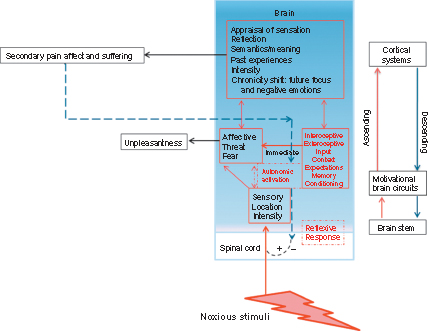 Brain
Appraisal of sensation
Reflection
Semantics/meaning
Past experiences
Intensity
Chronicity shift: future focus
and negative emotions
Secondary pain affect and suffering
Unpleasantness
Affective
Threat
Fear
Immediate
Interoceptive
Exteroceptive
Input
Context
Expectations
Memory
Conditioning
Autonomic
activation
Sensory
Location
Intensity
Reflexive
Response
Spinal cord
+
–
Noxious stimuli
Cortical
systems
Ascending
Descending
Motivational
brain circuits
Brain stem